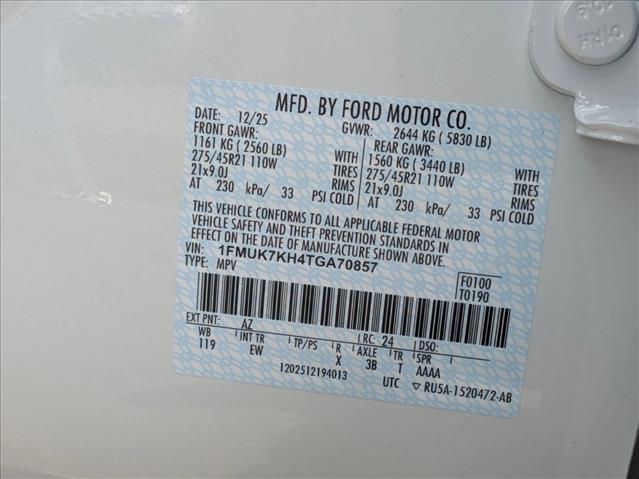 10.9
D1RH
MFD. BY FORD MOTOR CO.
DATE: 12/25 GVWR: 2644 KG ( 5830 LB)
FRONT GAWR: REAR GAWR:
1161 KG ( 2560 LB) WITH 1560 KG ( 3440 LB) WITH
275/45R21 110W TIRES 275/45R21 110W TIRES
21x9.0J RIMS 21x9.0J RIMS
AT 230 kPa/ 33 PSI COLD AT 230 kPa/ 33 PSI COLD
THIS VEHICLE CONFORMS TO ALL APPLICABLE FEDERAL MOTOR
VEHICLE SAFETY AND THEFT PREVENTION STANDARDS IN
EFFECT ON THE DATE OF MANUFACTURE SHOWN ABOVE.
VIN: 1FMUK7KH4TGA70857
TYPE: MPV
F0100
T0190
EXT PNT: AZ RC: 24 DSO:
WB INT TR TP/PS R AXLE TR SPR
119 EW X 3B T AAAA
12025 12194013 UTC ▽ RU5A-1520472-AB